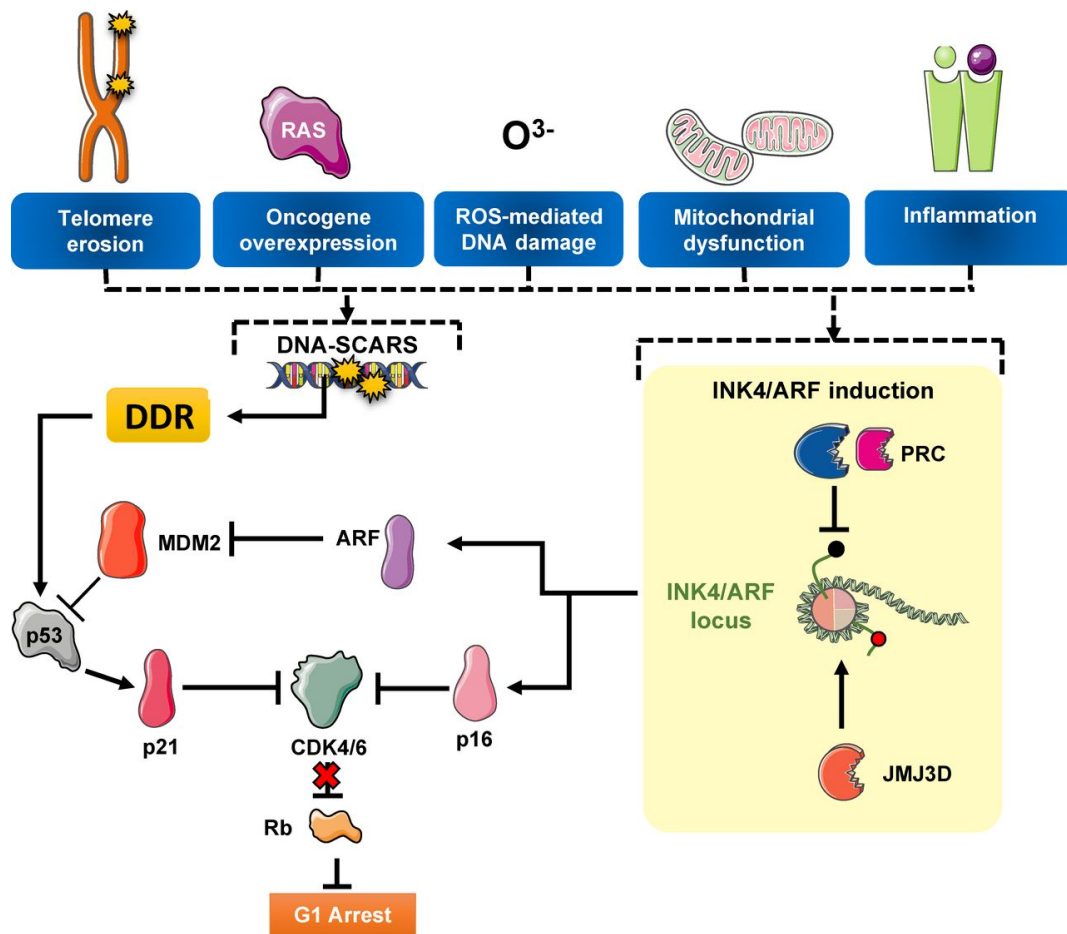 RAS
O³⁻
Telomere
erosion
Oncogene
overexpression
ROS-mediated
DNA damage
Mitochondrial
dysfunction
Inflammation
DNA-SCARS
DDR
INK4/ARF induction
PRC
MDM2
ARF
INK4/ARF
locus
p53
p21
CDK4/6
p16
JMJ3D
Rb
G1 Arrest